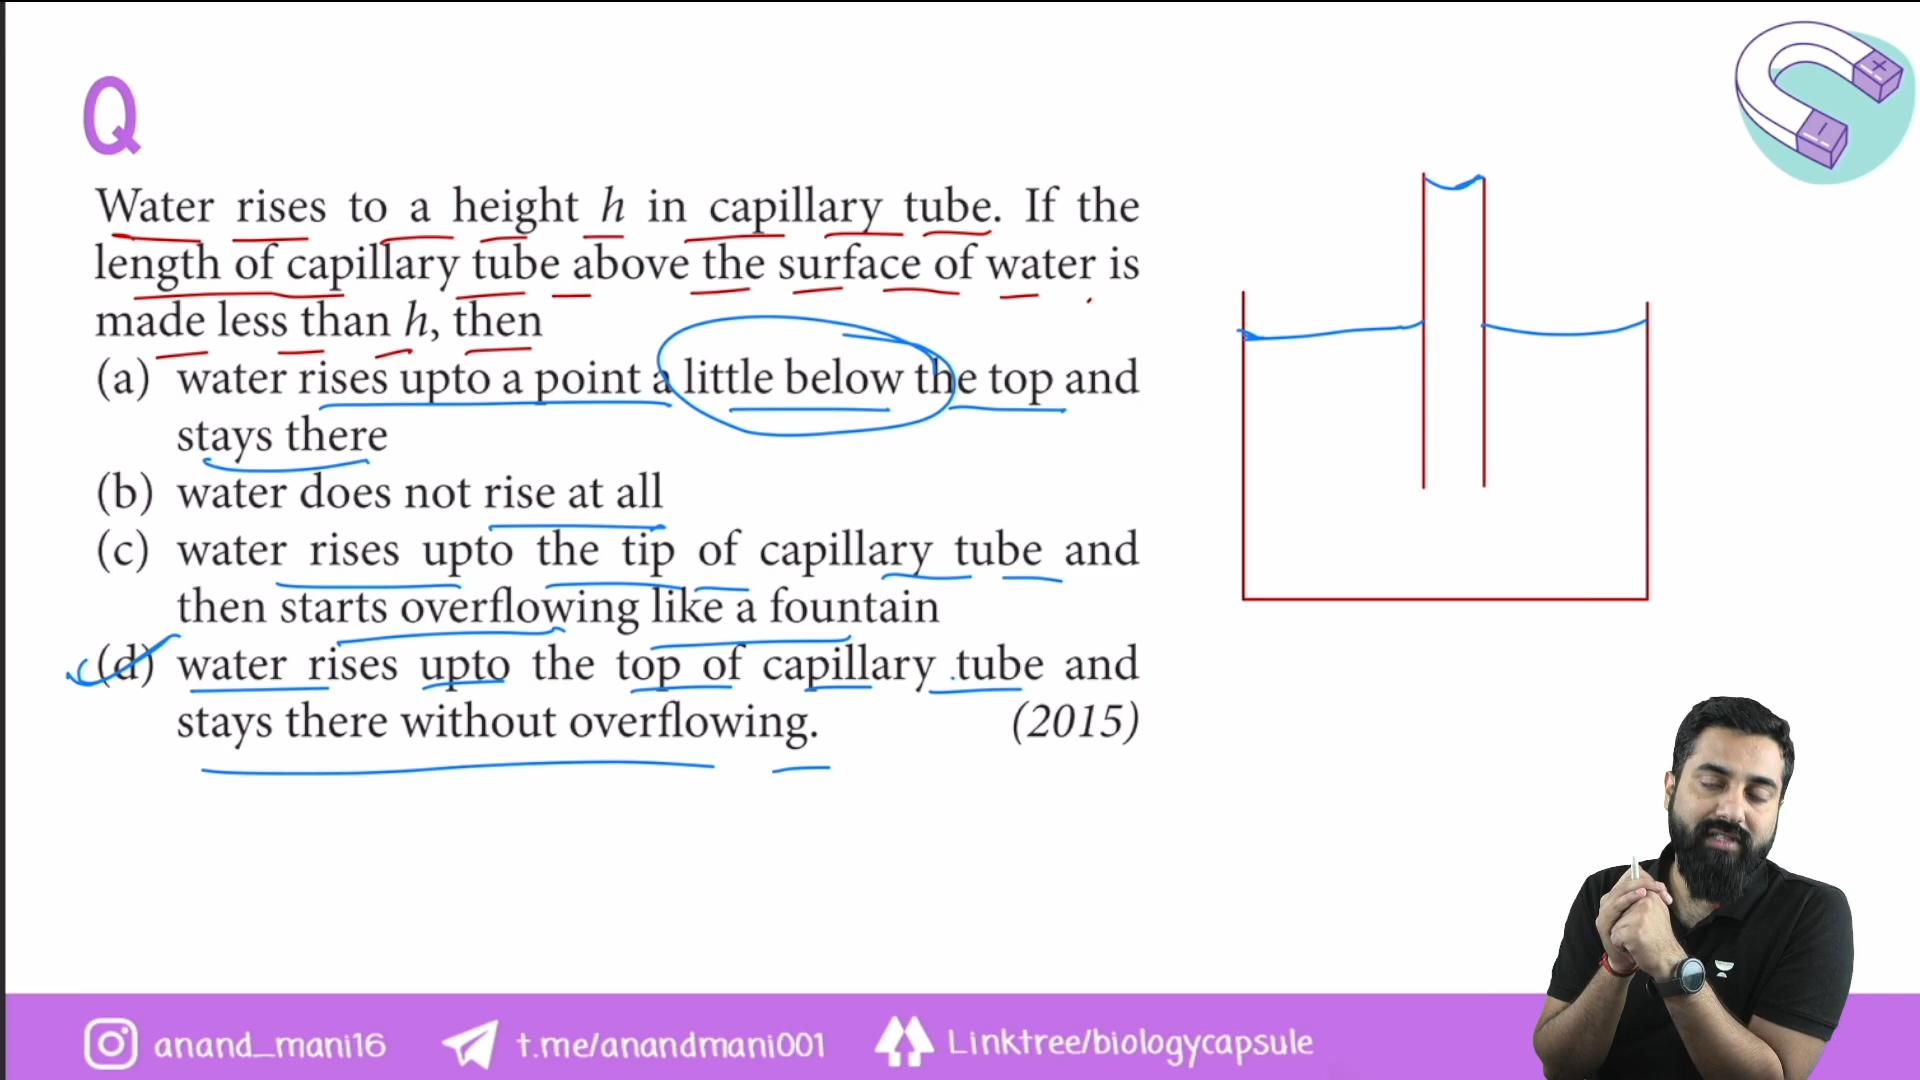 Q
Water rises to a height h in capillary tube. If the
length of capillary tube above the surface of water is
made less than h, then
(a) water rises upto a point a little below the top and
stays there
(b) water does not rise at all
(c) water rises upto the tip of capillary tube and
then starts overflowing like a fountain
(d) water rises upto the top of capillary tube and
stays there without overflowing. (2015)
anand_mani16 t.me/anandmani001 Linktree/biologycapsule